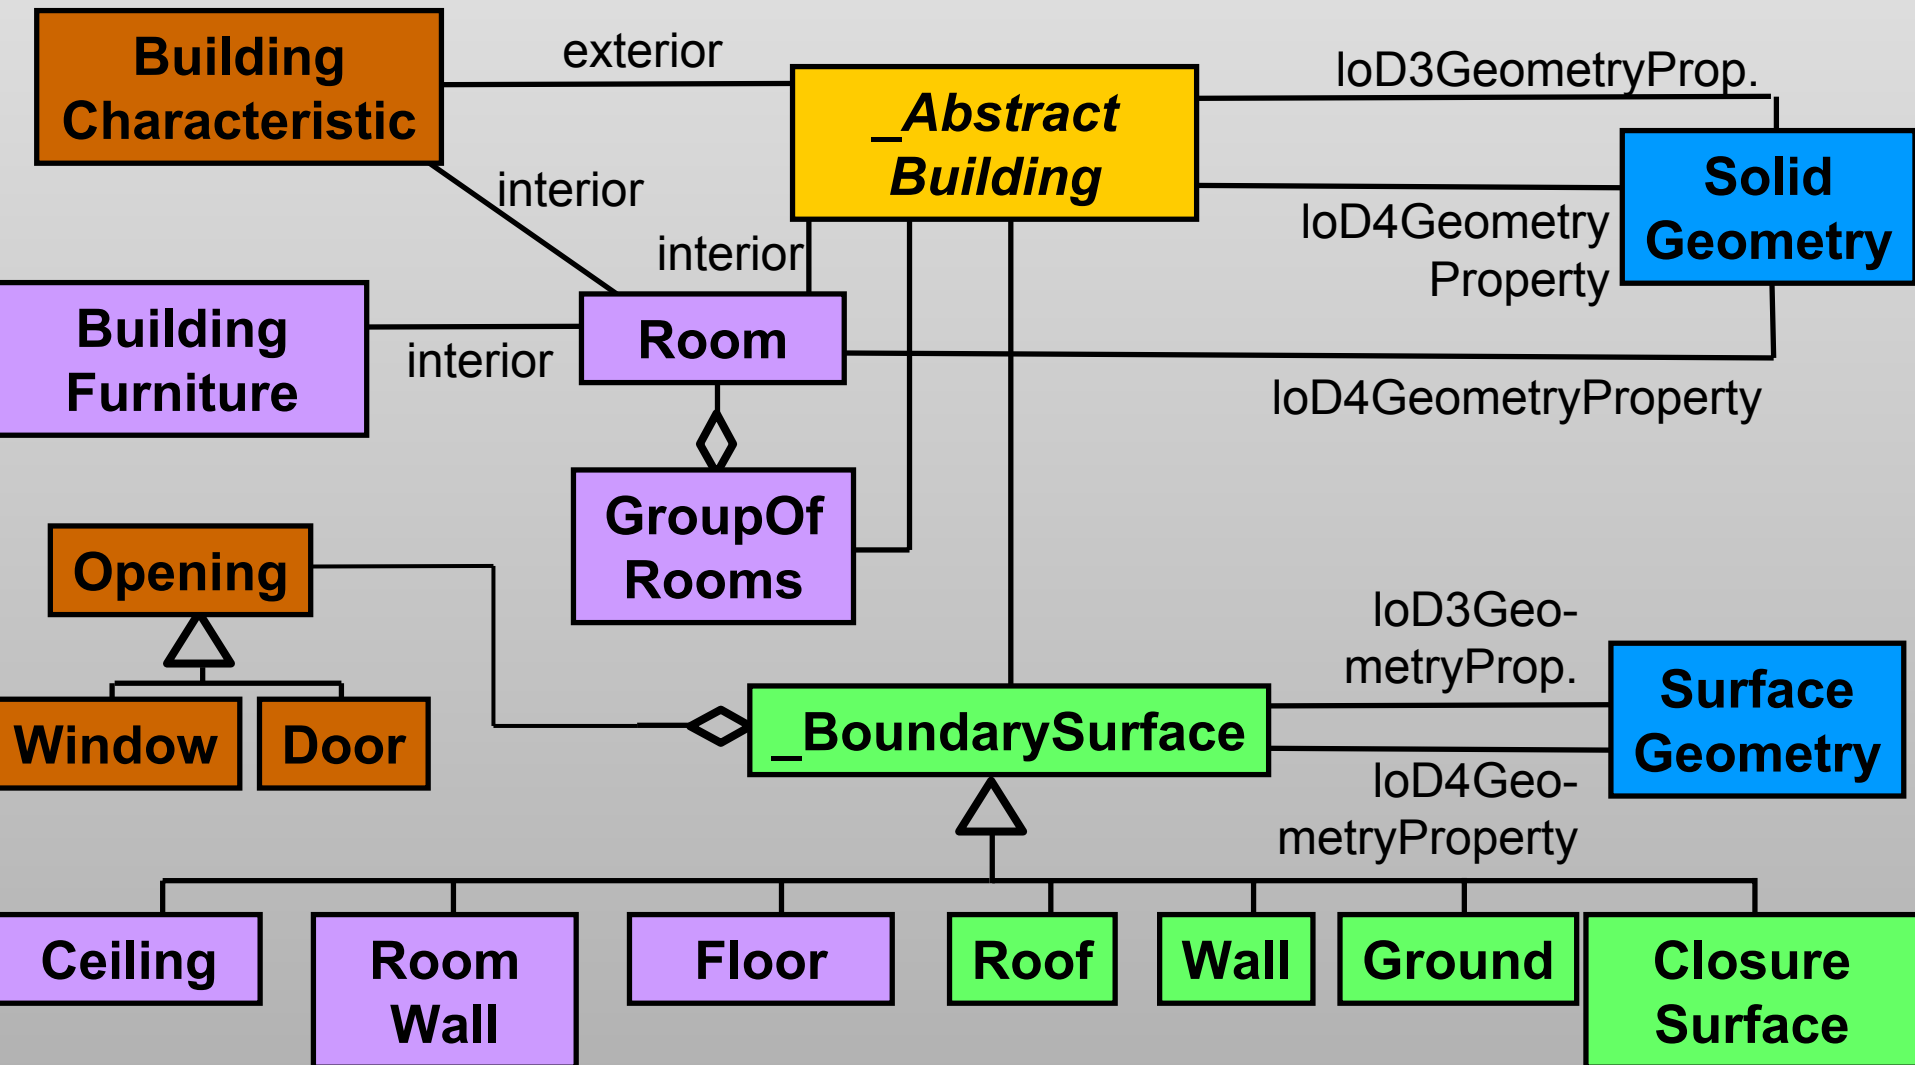 Building
Characteristic
exterior
_Abstract
Building
loD3GeometryProp.
Solid
Geometry
interior
interior
loD4Geometry
Property
Building
Furniture
interior
Room
loD4GeometryProperty
GroupOf
Rooms
Opening
Window
Door
_BoundarySurface
loD3Geo-
metryProp.
Surface
Geometry
loD4Geo-
metryProperty
Ceiling
Room
Wall
Floor
Roof
Wall
Ground
Closure
Surface